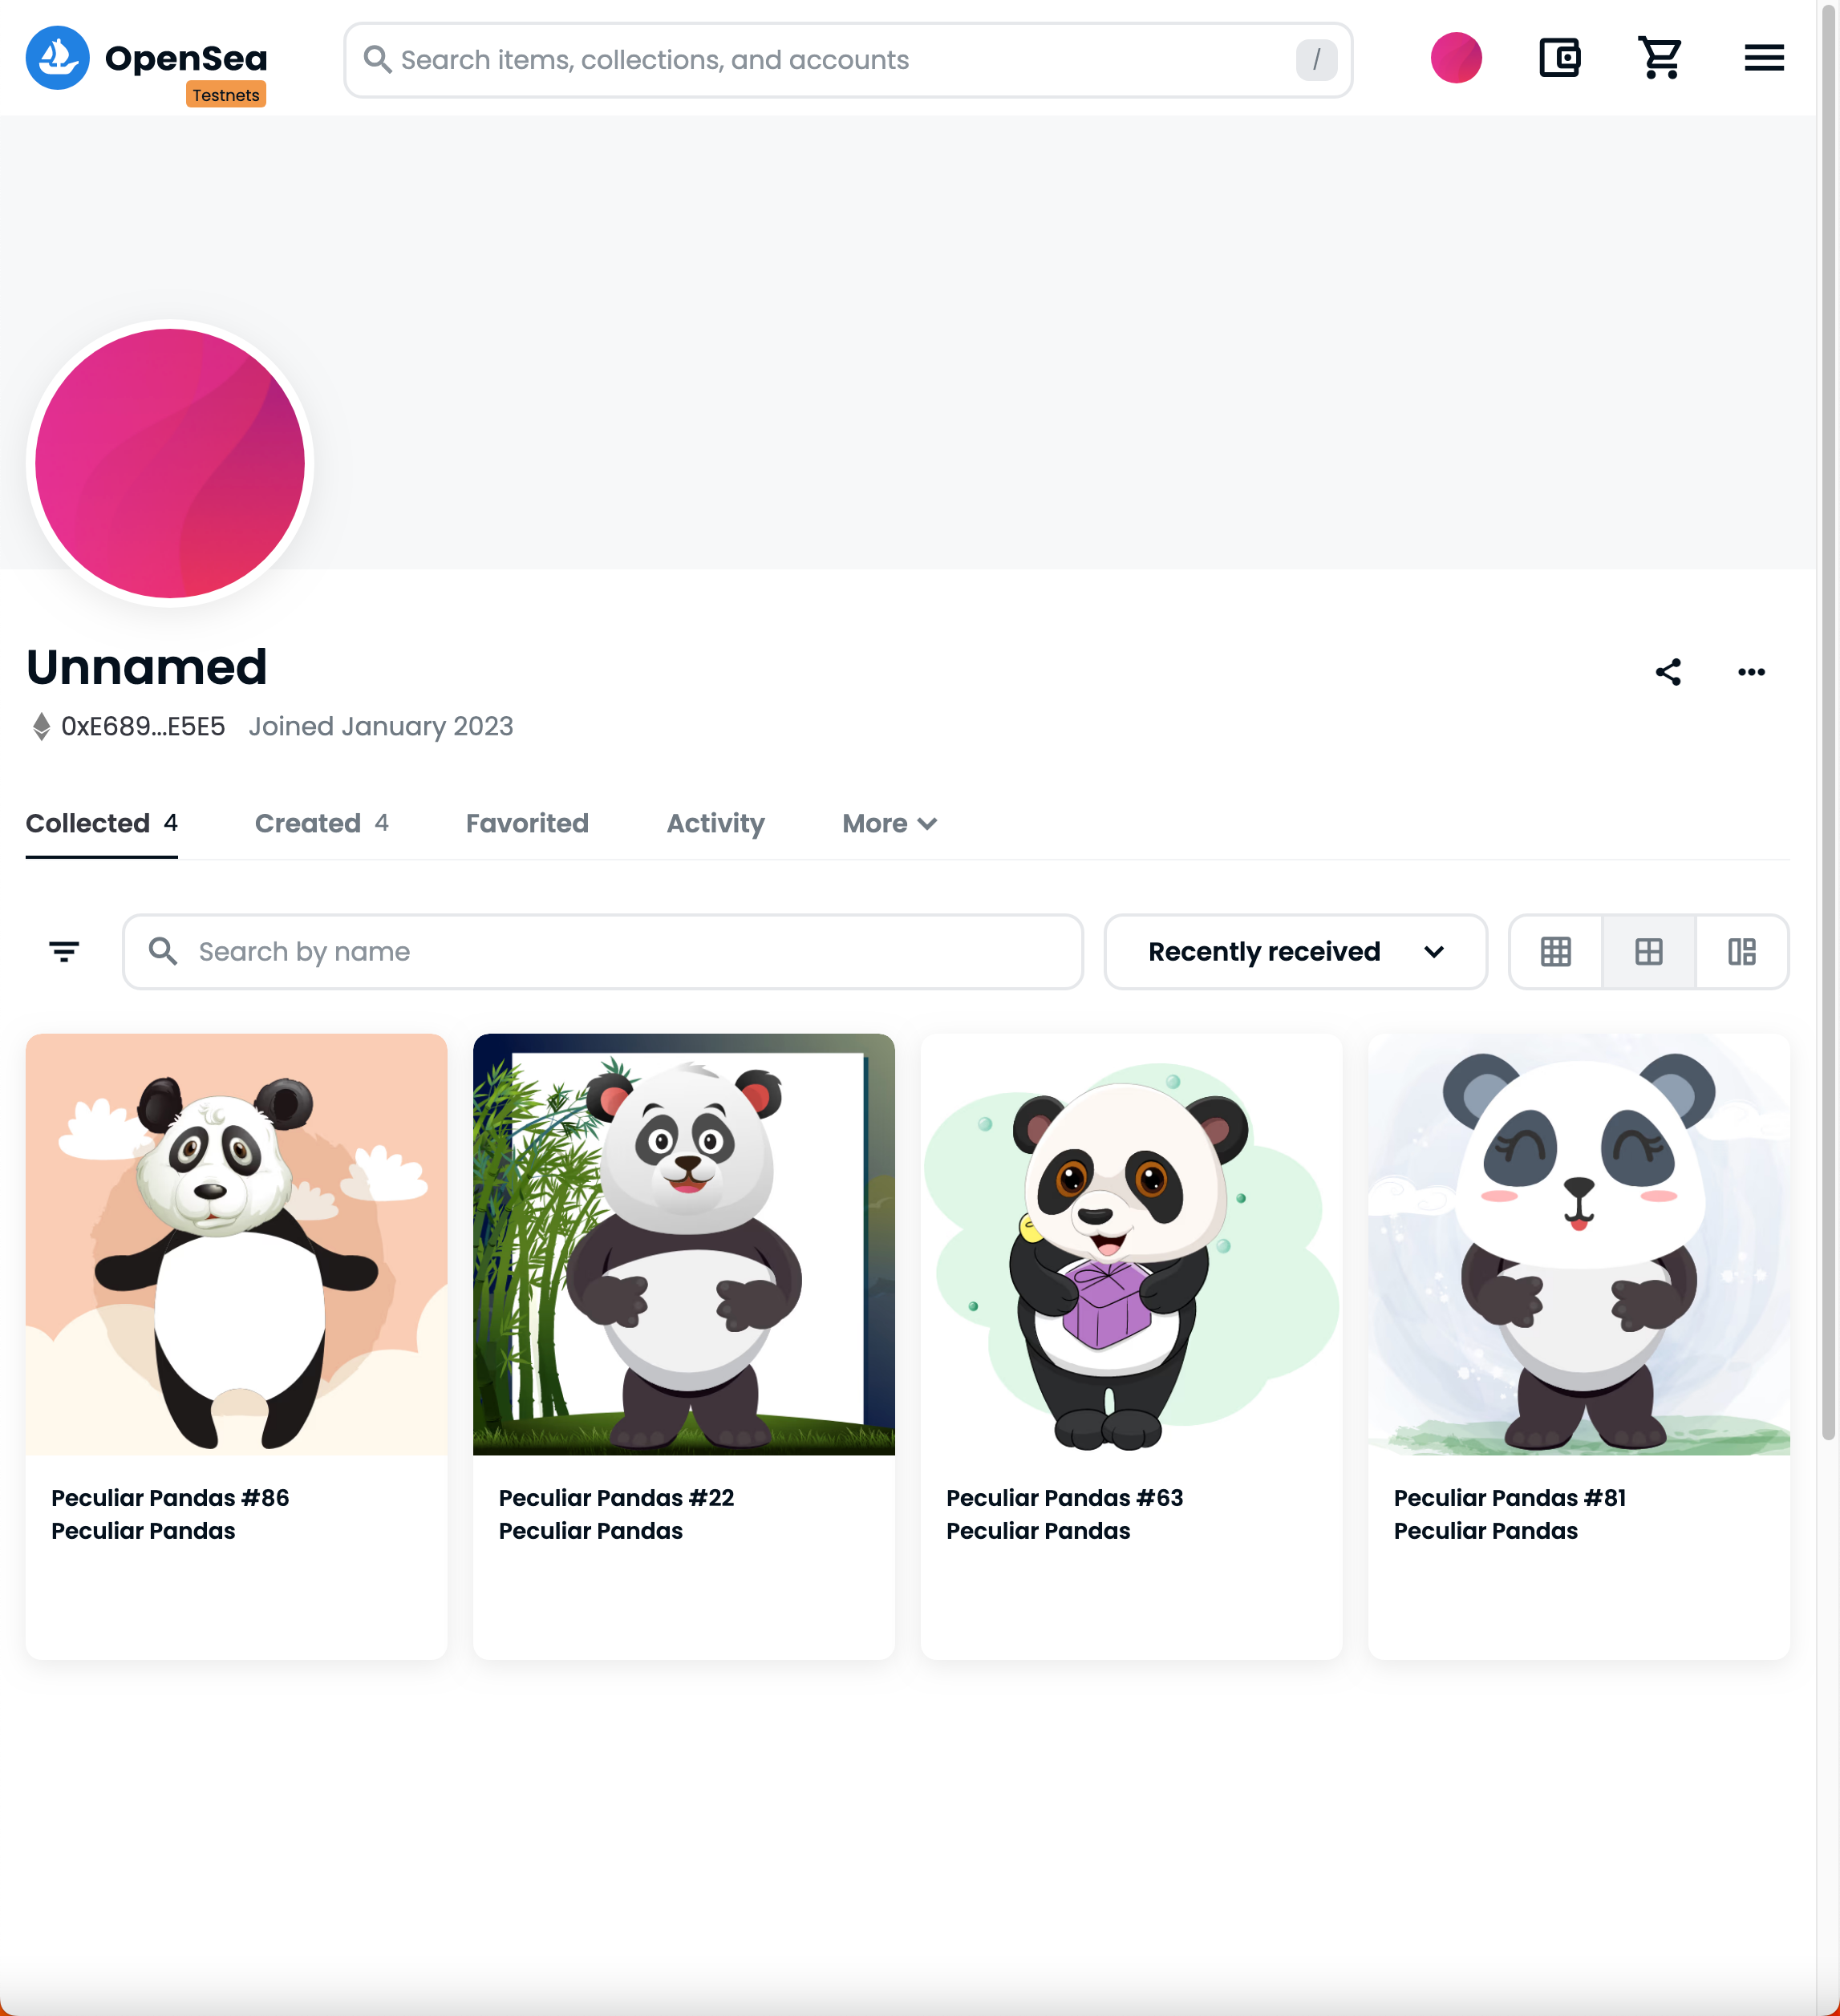 OpenSea
Testnets
Search items, collections, and accounts
/
Unnamed
0xE689...E5E5 Joined January 2023
Collected 4 Created 4 Favorited Activity More
Search by name
Recently received
Peculiar Pandas #86
Peculiar Pandas
Peculiar Pandas #22
Peculiar Pandas
Peculiar Pandas #63
Peculiar Pandas
Peculiar Pandas #81
Peculiar Pandas